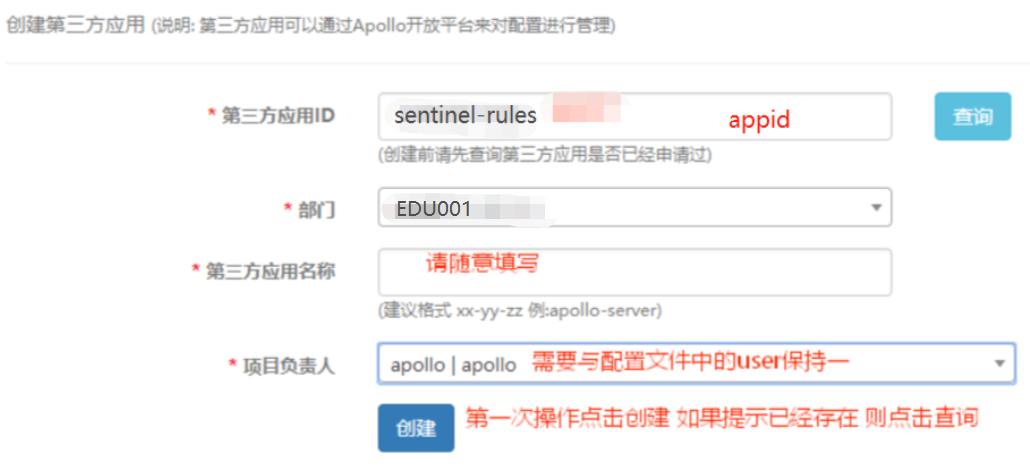 创建第三方应用 (说明: 第三方应用可以通过Apollo开放平台来对配置进行管理)
* 第三方应用ID sentinel-rules appid 查询
(创建前请先查询第三方应用是否已经申请过)
* 部门 EDU001
* 第三方应用名称 请随意填写
(建议格式 xx-yy-zz 例:apollo-server)
* 项目负责人 apollo | apollo 需要与配置文件中的user保持一
创建 第一次操作点击创建 如果提示已经存在 则点击查询